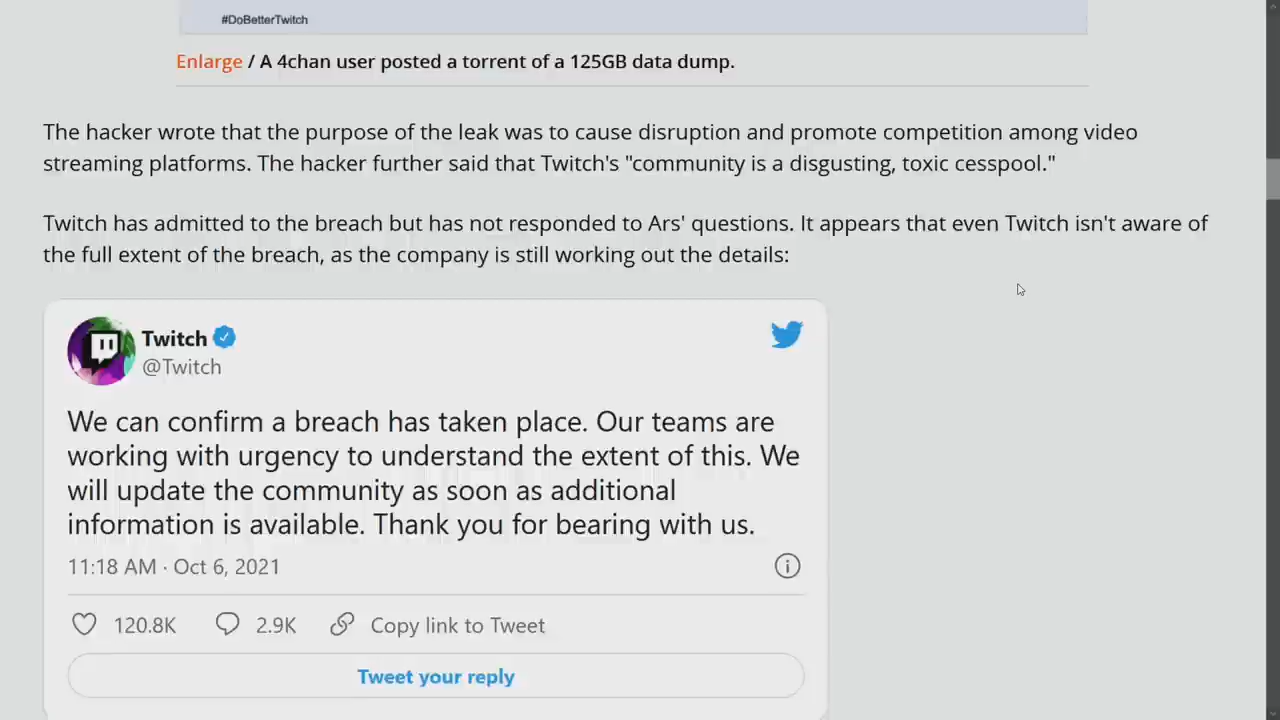 #DoBetterTwitch
Enlarge / A 4chan user posted a torrent of a 125GB data dump.
The hacker wrote that the purpose of the leak was to cause disruption and promote competition among video
streaming platforms. The hacker further said that Twitch's "community is a disgusting, toxic cesspool."
Twitch has admitted to the breach but has not responded to Ars' questions. It appears that even Twitch isn't aware of
the full extent of the breach, as the company is still working out the details:
Twitch
@Twitch
We can confirm a breach has taken place. Our teams are
working with urgency to understand the extent of this. We
will update the community as soon as additional
information is available. Thank you for bearing with us.
11:18 AM · Oct 6, 2021
120.8K 2.9K Copy link to Tweet
Tweet your reply